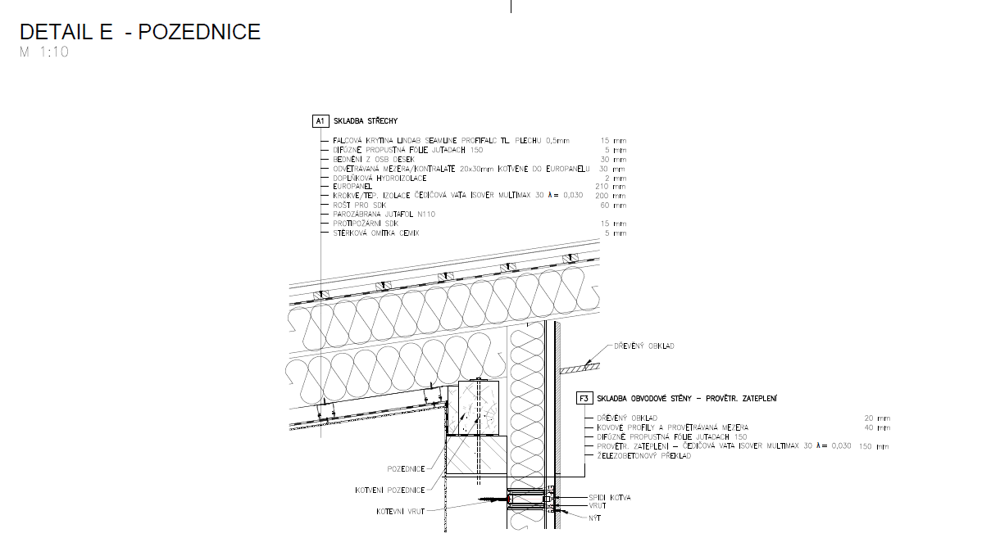 DETAIL E - POZEDNICE
M 1:10
A1 SKLADBA STŘECHY
FALCOVÁ KRYTINA LINDAB SEAMLINE PROFIFALC TL. PLECHU 0,5mm 15 mm
DIFÚZNĚ PROPUSTNÁ FÓLIE JUTADACH 150 5 mm
BEDNĚNÍ Z OSB DESEK 30 mm
ODVĚTRÁVANÁ MEZERA/KONTRALATĚ 20x30mm KOTVENÉ DO EUROPANELU 30 mm
DOPLŇKOVÁ HYDROIZOLACE 2 mm
EUROPANEL 210 mm
KROKVE/TEP. IZOLACE ČEDIČOVÁ VATA ISOVER MULTIMAX 30 λ= 0,030 200 mm
ROŠT PRO SDK 60 mm
PAROZÁBRANA JUTAFOL N110
PROTIPOŽÁRNÍ SDK 15 mm
STĚRKOVÁ OMÍTKA CEMIX 5 mm
DŘEVĚNÝ OBKLAD
F3 SKLADBA OBVODOVÉ STĚNY - PROVĚTR. ZATEPLENÍ
DŘEVĚNÝ OBKLAD 20 mm
KOVOVÉ PROFILY A PROVĚTRÁVANÁ MEZERA 40 mm
DIFÚZNĚ PROPUSTNÁ FÓLIE JUTADACH 150
PROVĚTR. ZATEPLENÍ - ČEDIČOVÁ VATA ISOVER MULTIMAX 30 λ= 0,030 150 mm
ŽELEZOBETONOVÝ PŘEKLAD
POZEDNICE
KOTVENÍ POZEDNICE
KOTEVNÍ VRUT
SPIDI KOTVA
VRUT
NÝT